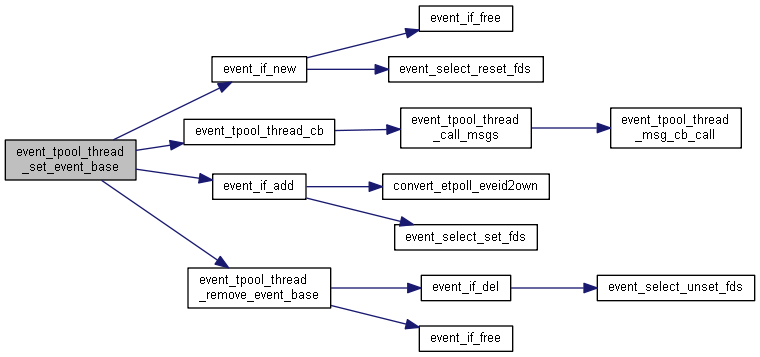 event_if_free
event_if_new
event_select_reset_fds
event_tpool_thread_cb
event_tpool_thread
_call_msgs
event_tpool_thread
_msg_cb_call
event_tpool_thread
_set_event_base
event_if_add
convert_etpoll_eveid2own
event_select_set_fds
event_tpool_thread
_remove_event_base
event_if_del
event_select_unset_fds
event_if_free